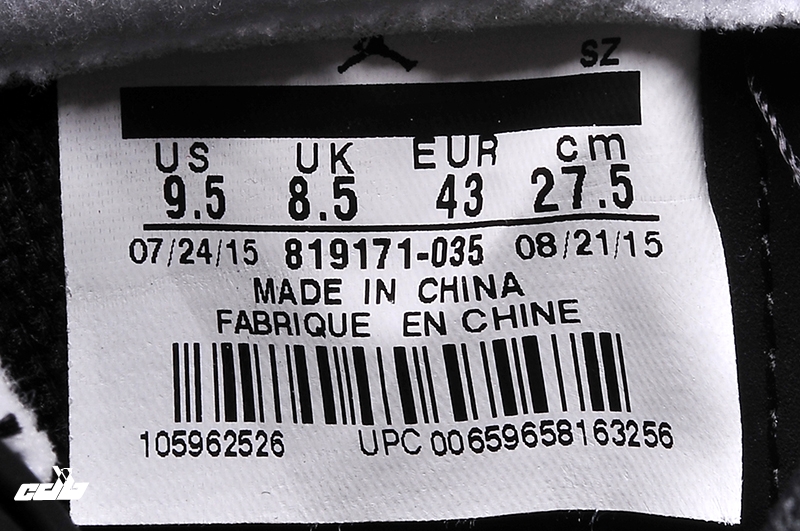 SZ
US UK EUR cm
9.5 8.5 43 27.5
07/24/15 819171-035 08/21/15
MADE IN CHINA
FABRIQUE EN CHINE
105962526 UPC 00659658163256
cdb